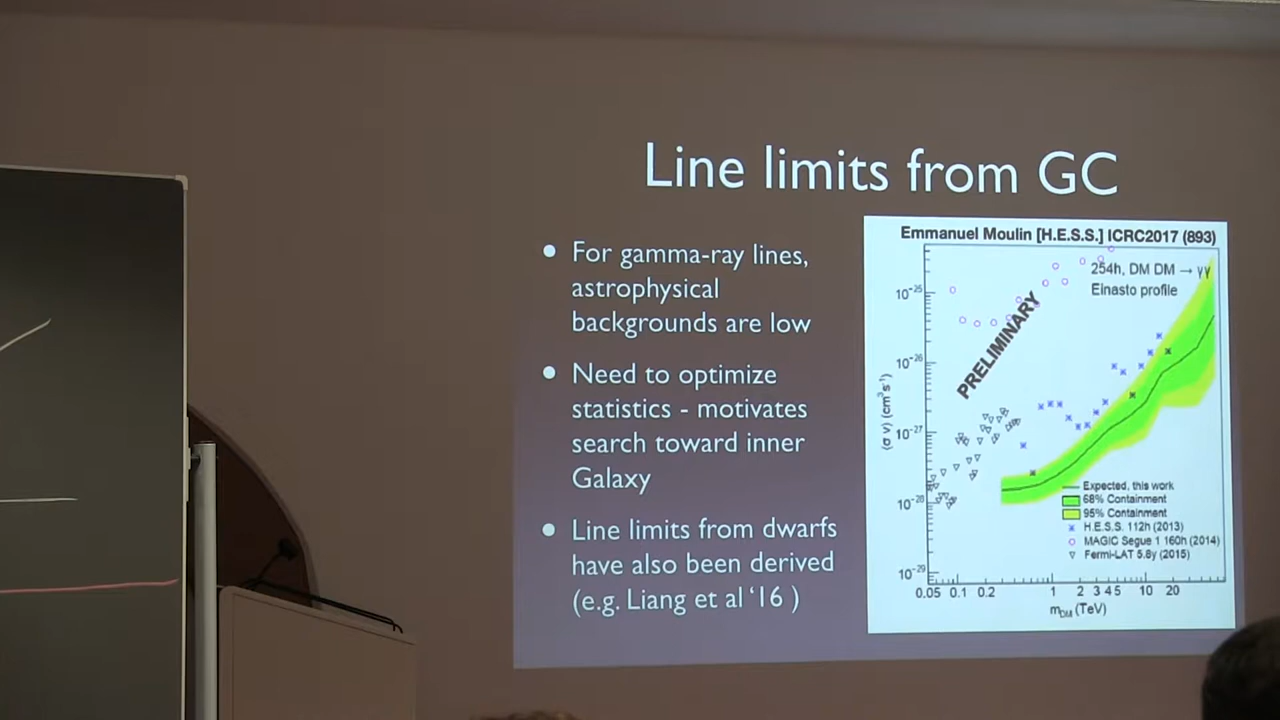 Line limits from GC
• For gamma-ray lines,
astrophysical
backgrounds are low
• Need to optimize
statistics - motivates
search toward inner
Galaxy
• Line limits from dwarfs
have also been derived
(e.g. Liang et al ‘16 )
Emmanuel Moulin [H.E.S.S.] ICRC2017 (893)
254h, DM DM → γγ
Einasto profile
PRELIMINARY
⟨σ v⟩ (cm³s⁻¹)
10⁻²⁵
10⁻²⁶
10⁻²⁷
10⁻²⁸
10⁻²⁹
Expected, this work
68% Containment
95% Containment
H.E.S.S. 112h (2013)
MAGIC Segue 1 160h (2014)
Fermi-LAT 5.8y (2015)
0.05 0.1 0.2 1 2 3 4 5 10 20
m_DM (TeV)